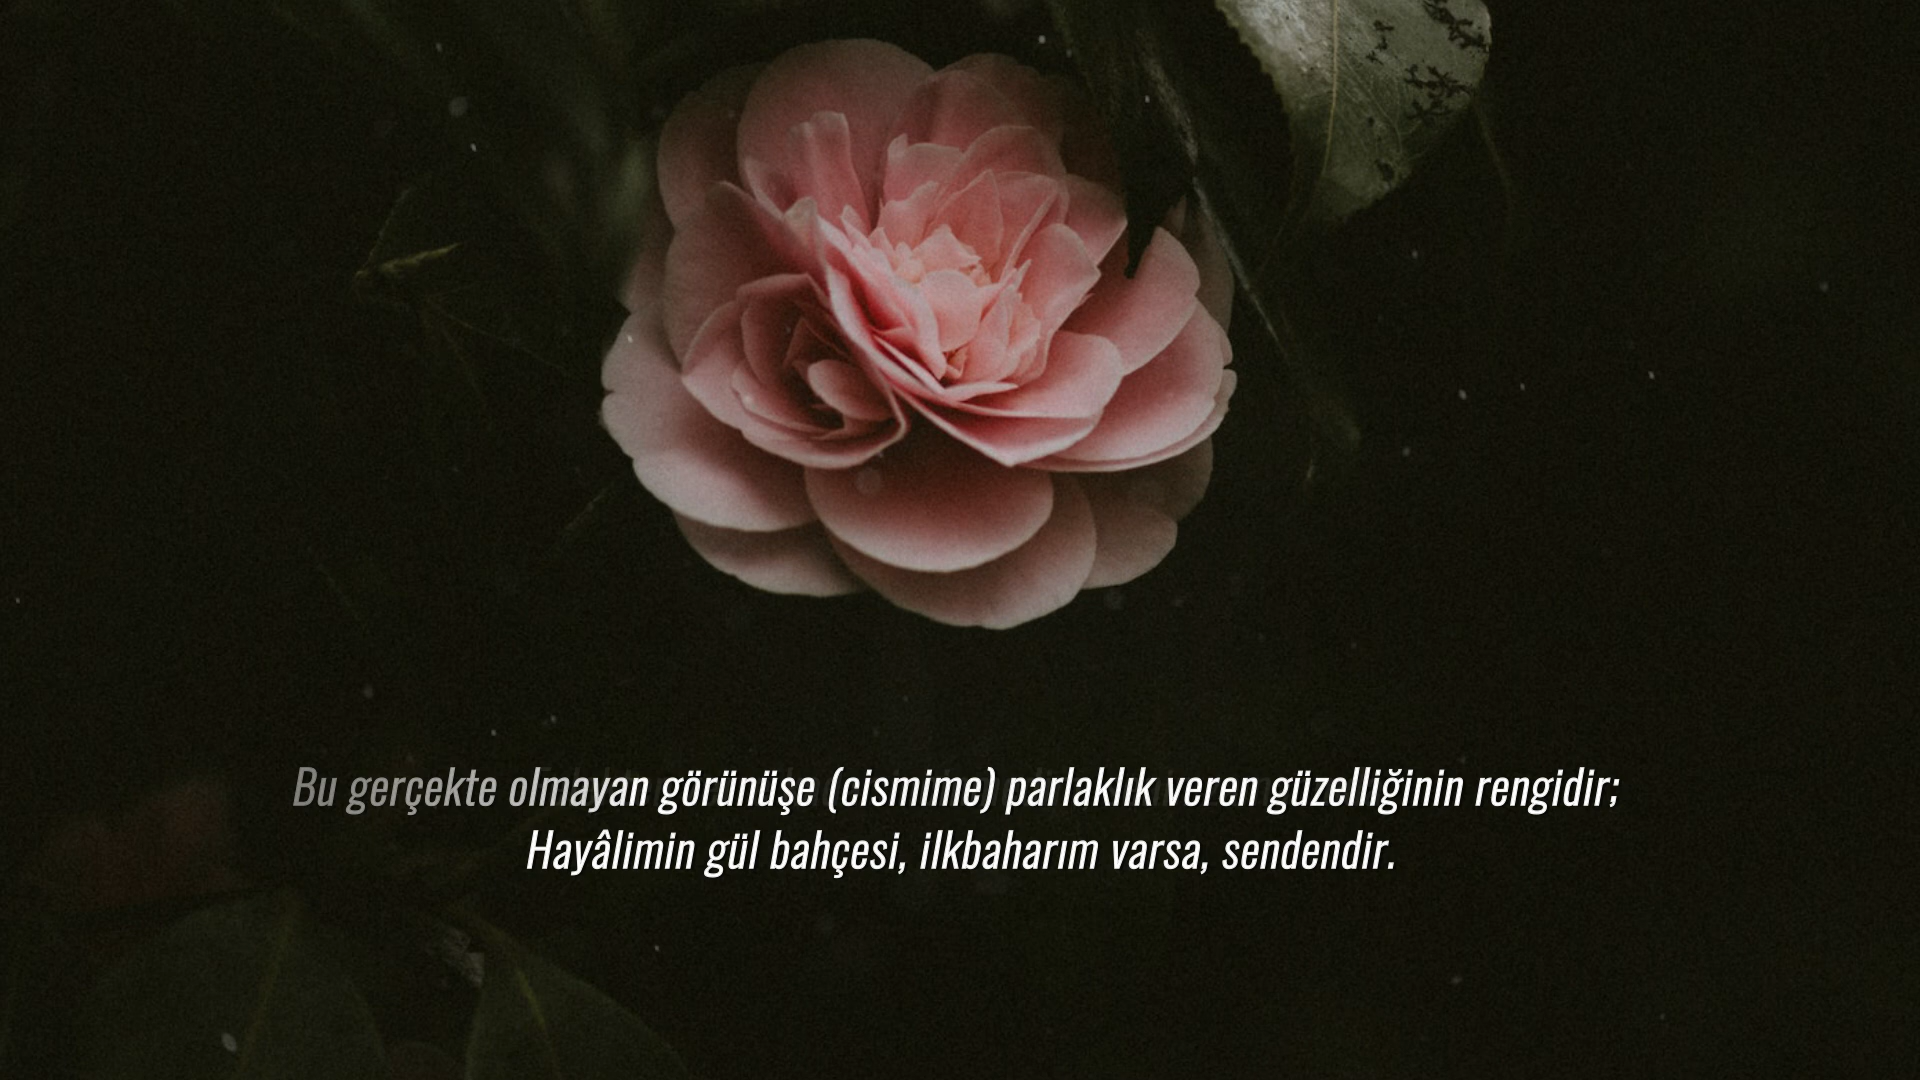 Bu gerçekte olmayan görünüşe (cismime) parlaklık veren güzelliğinin rengidir;
Hayâlimin gül bahçesi, ilkbaharım varsa, sendendir.